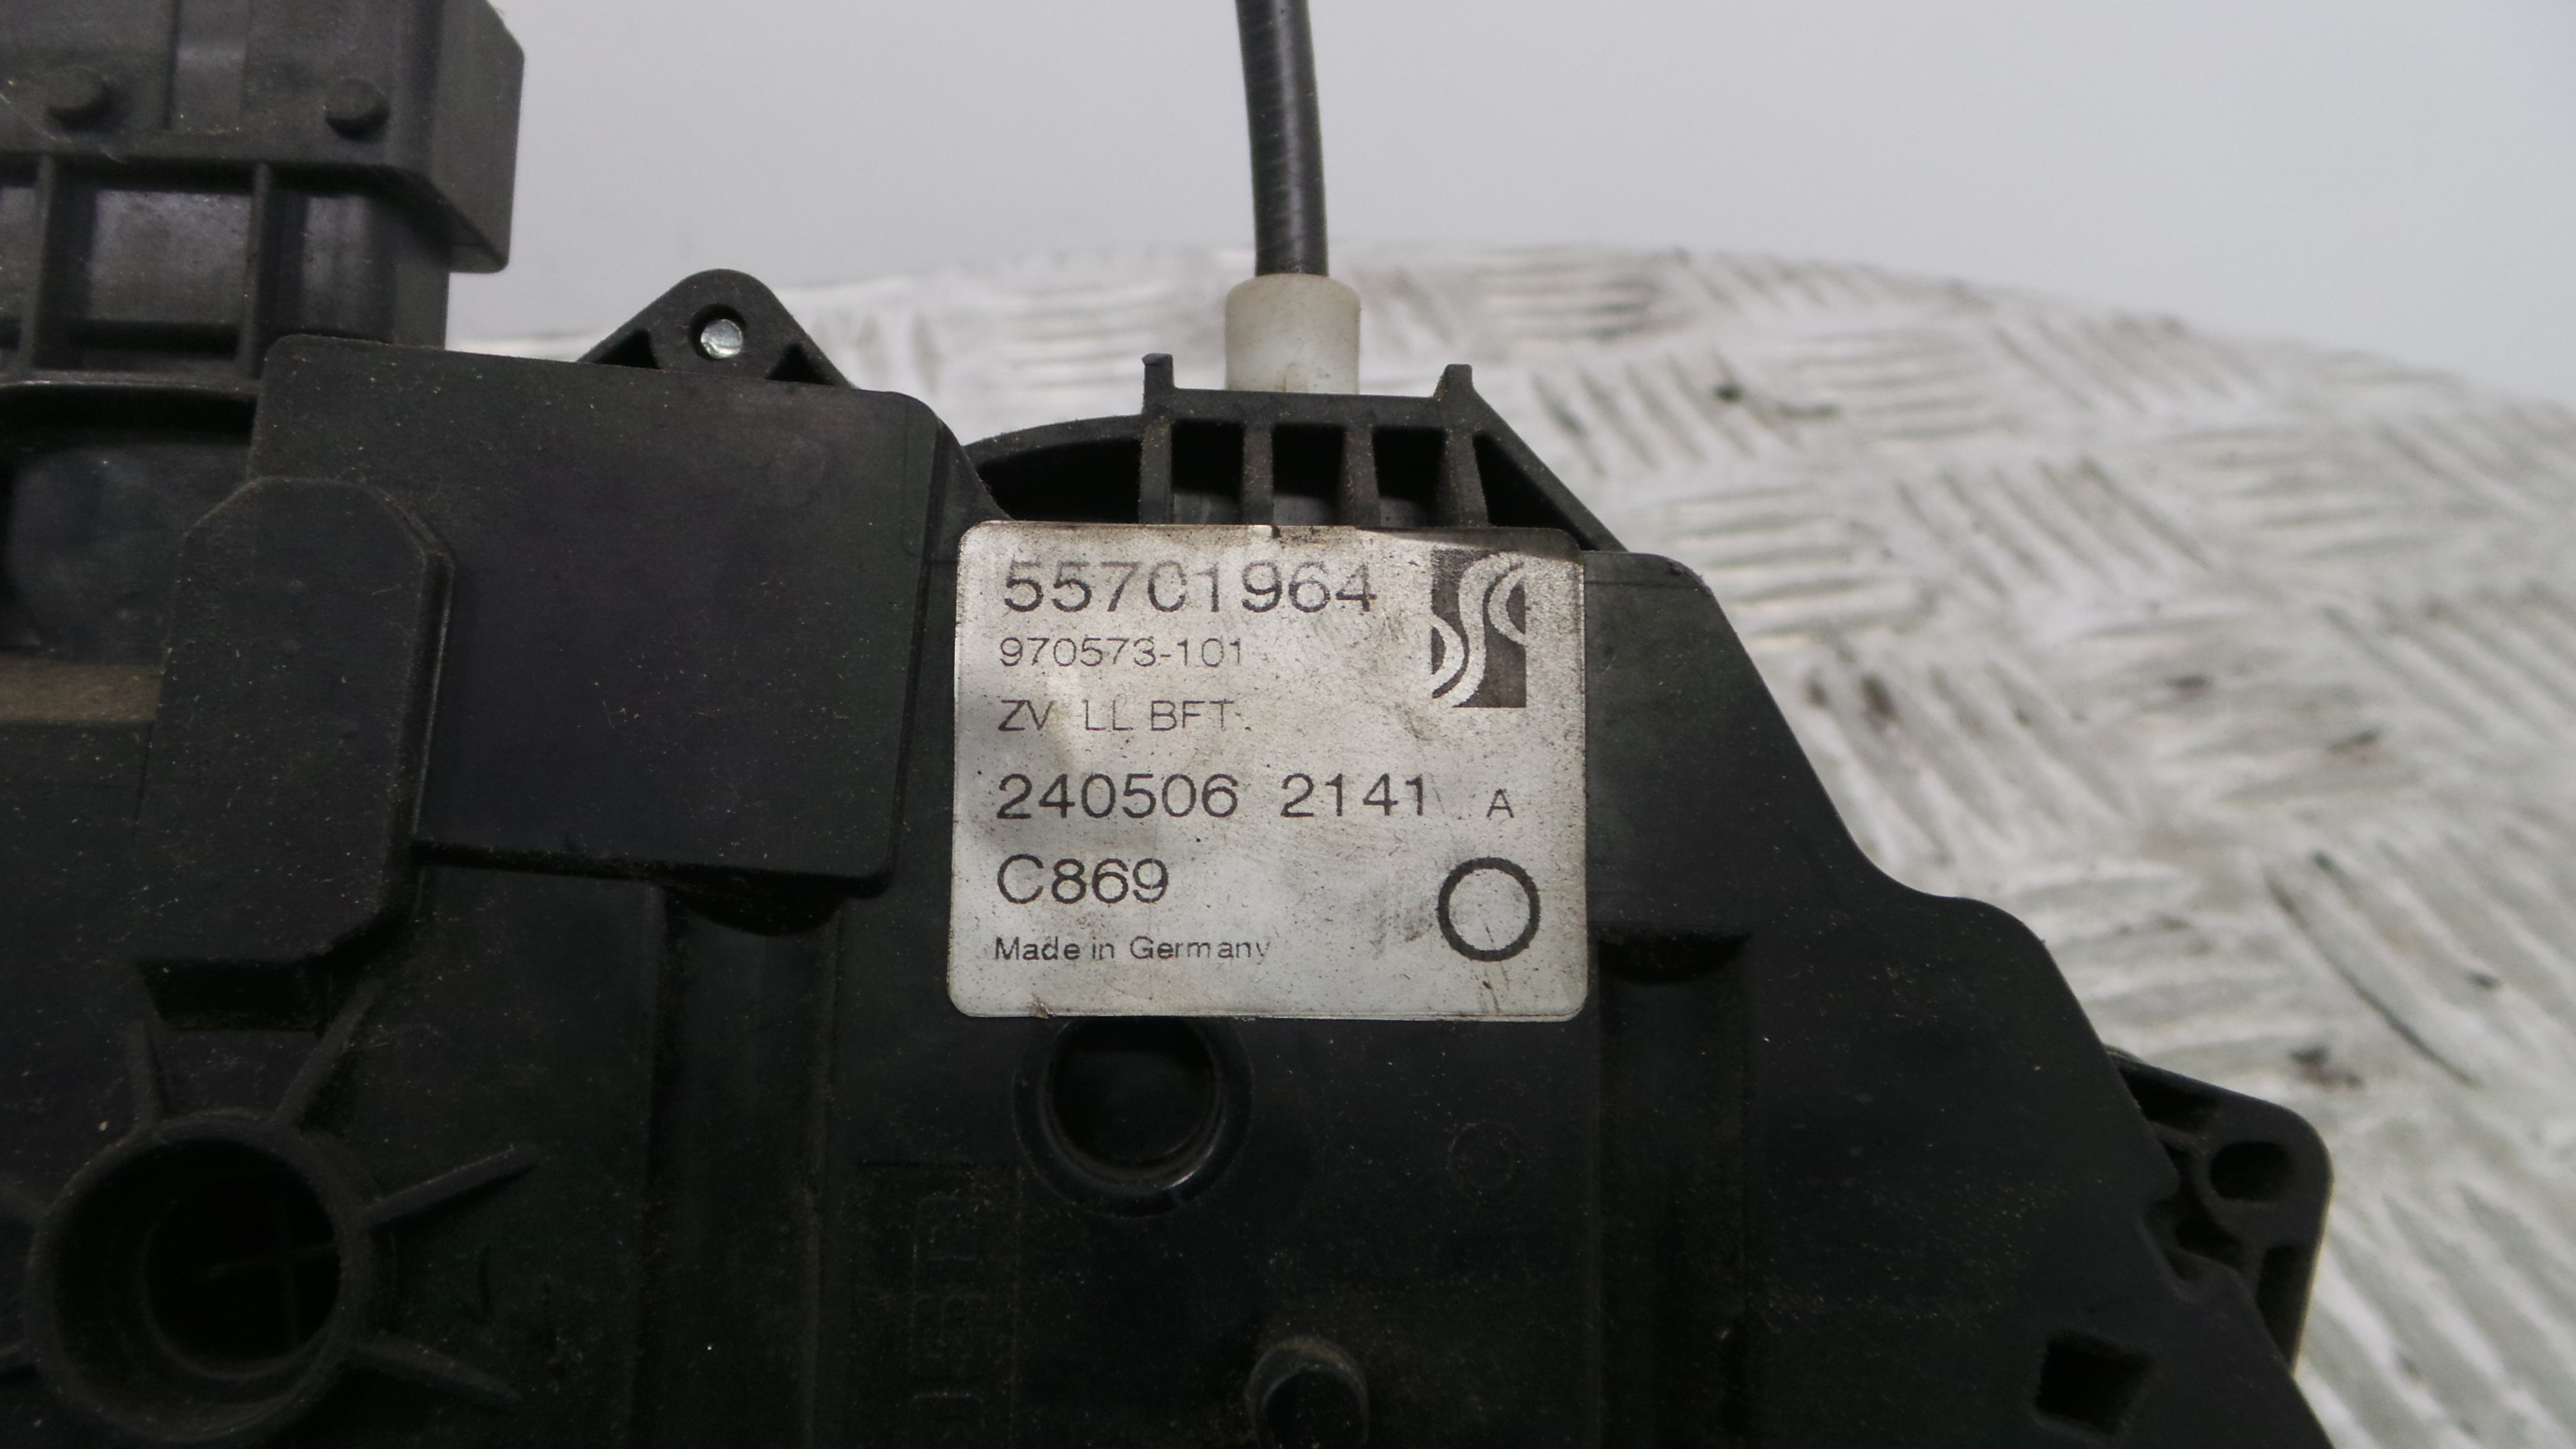 55701964
970573-101
ZV LL BFT
240506 2141 A
C869
Made in Germany